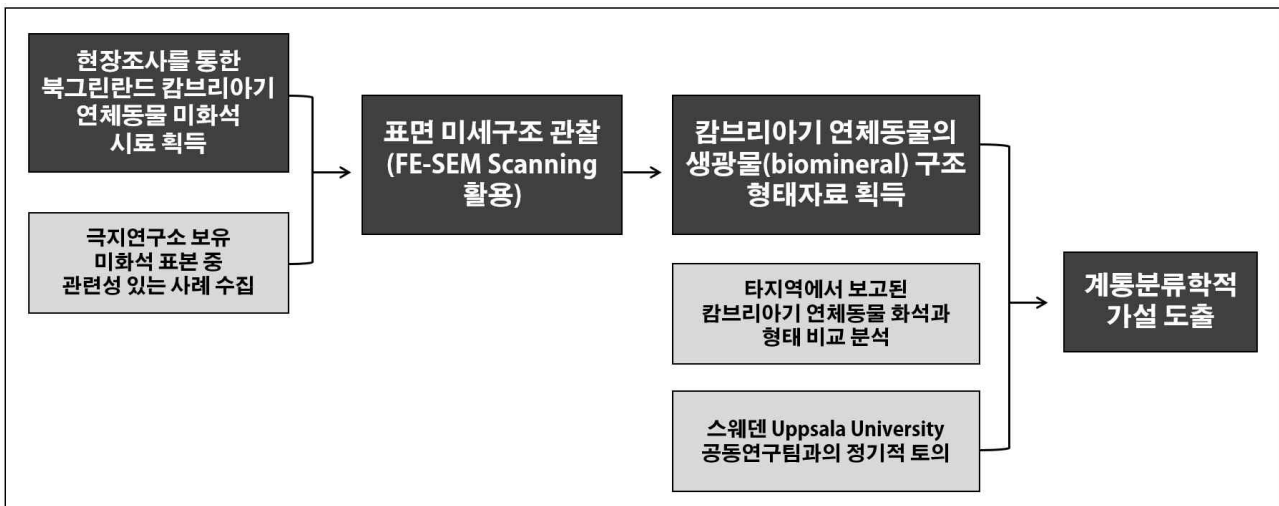 현장조사를 통한
북그린란드 캄브리아기
연체동물 미화석
시료 획득
극지연구소 보유
미화석 표본 중
관련성 있는 사례 수집
표면 미세구조 관찰
(FE-SEM Scanning
활용)
캄브리아기 연체동물의
생광물(biomineral) 구조
형태자료 획득
타지역에서 보고된
캄브리아기 연체동물 화석과
형태 비교 분석
스웨덴 Uppsala University
공동연구팀과의 정기적 토의
계통분류학적
가설 도출